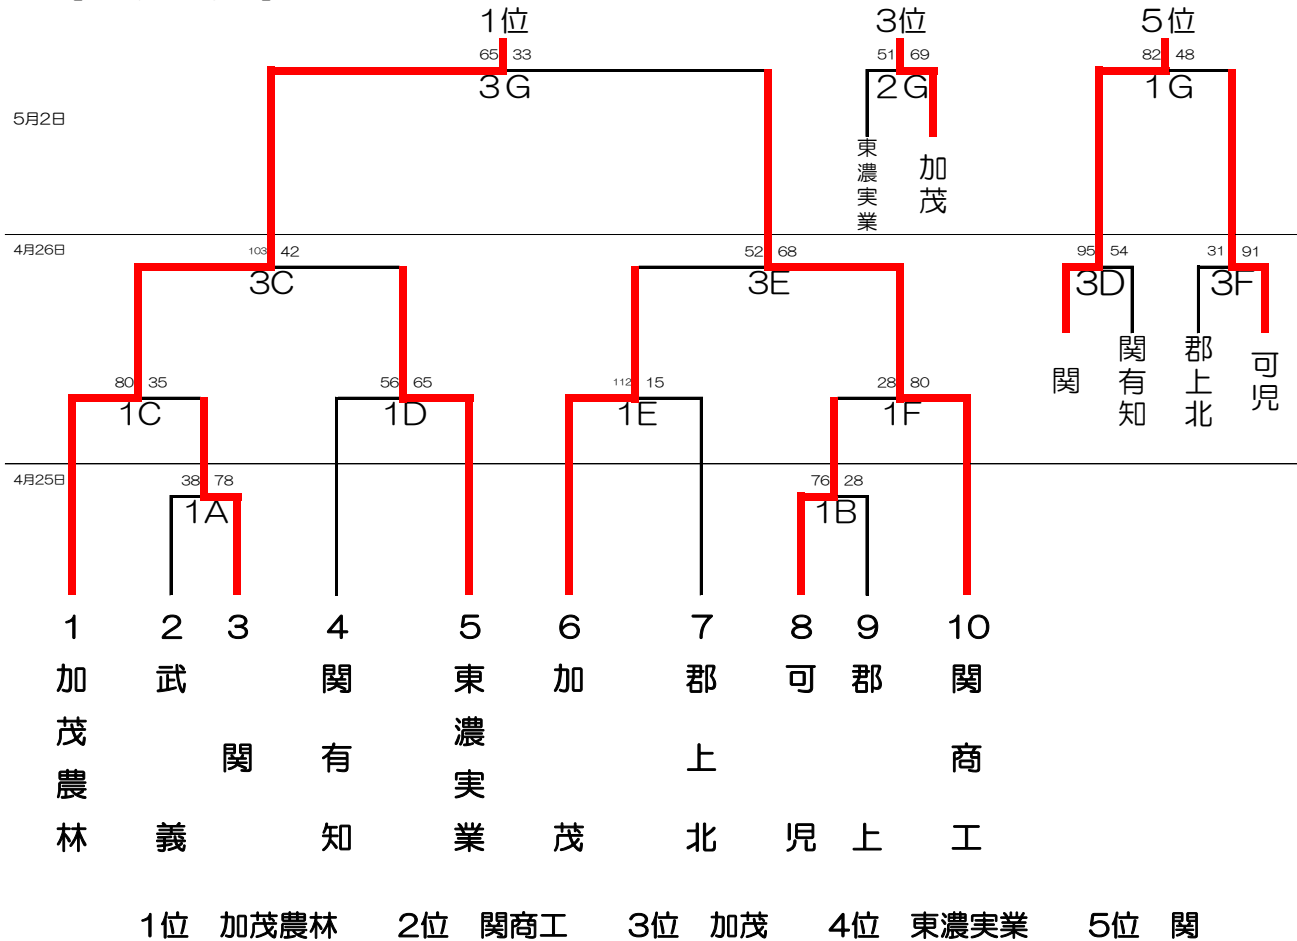 1位 3位 5位
65 33 51 69 82 48
3G 2G 1G
5月2日
東濃実業 加茂
4月26日
103 42 52 68 95 54 31 91
3C 3E 3D 3F
関 関有知 郡上北 可児
80 35 56 65 112 15 28 80
1C 1D 1E 1F
4月25日
38 78 76 28
1A 1B
1 2 3 4 5 6 7 8 9 10
加茂農林
武義
関
関有知
東濃実業
加茂
郡上北
可児
郡上
関商工
1位 加茂農林 2位 関商工 3位 加茂 4位 東濃実業 5位 関